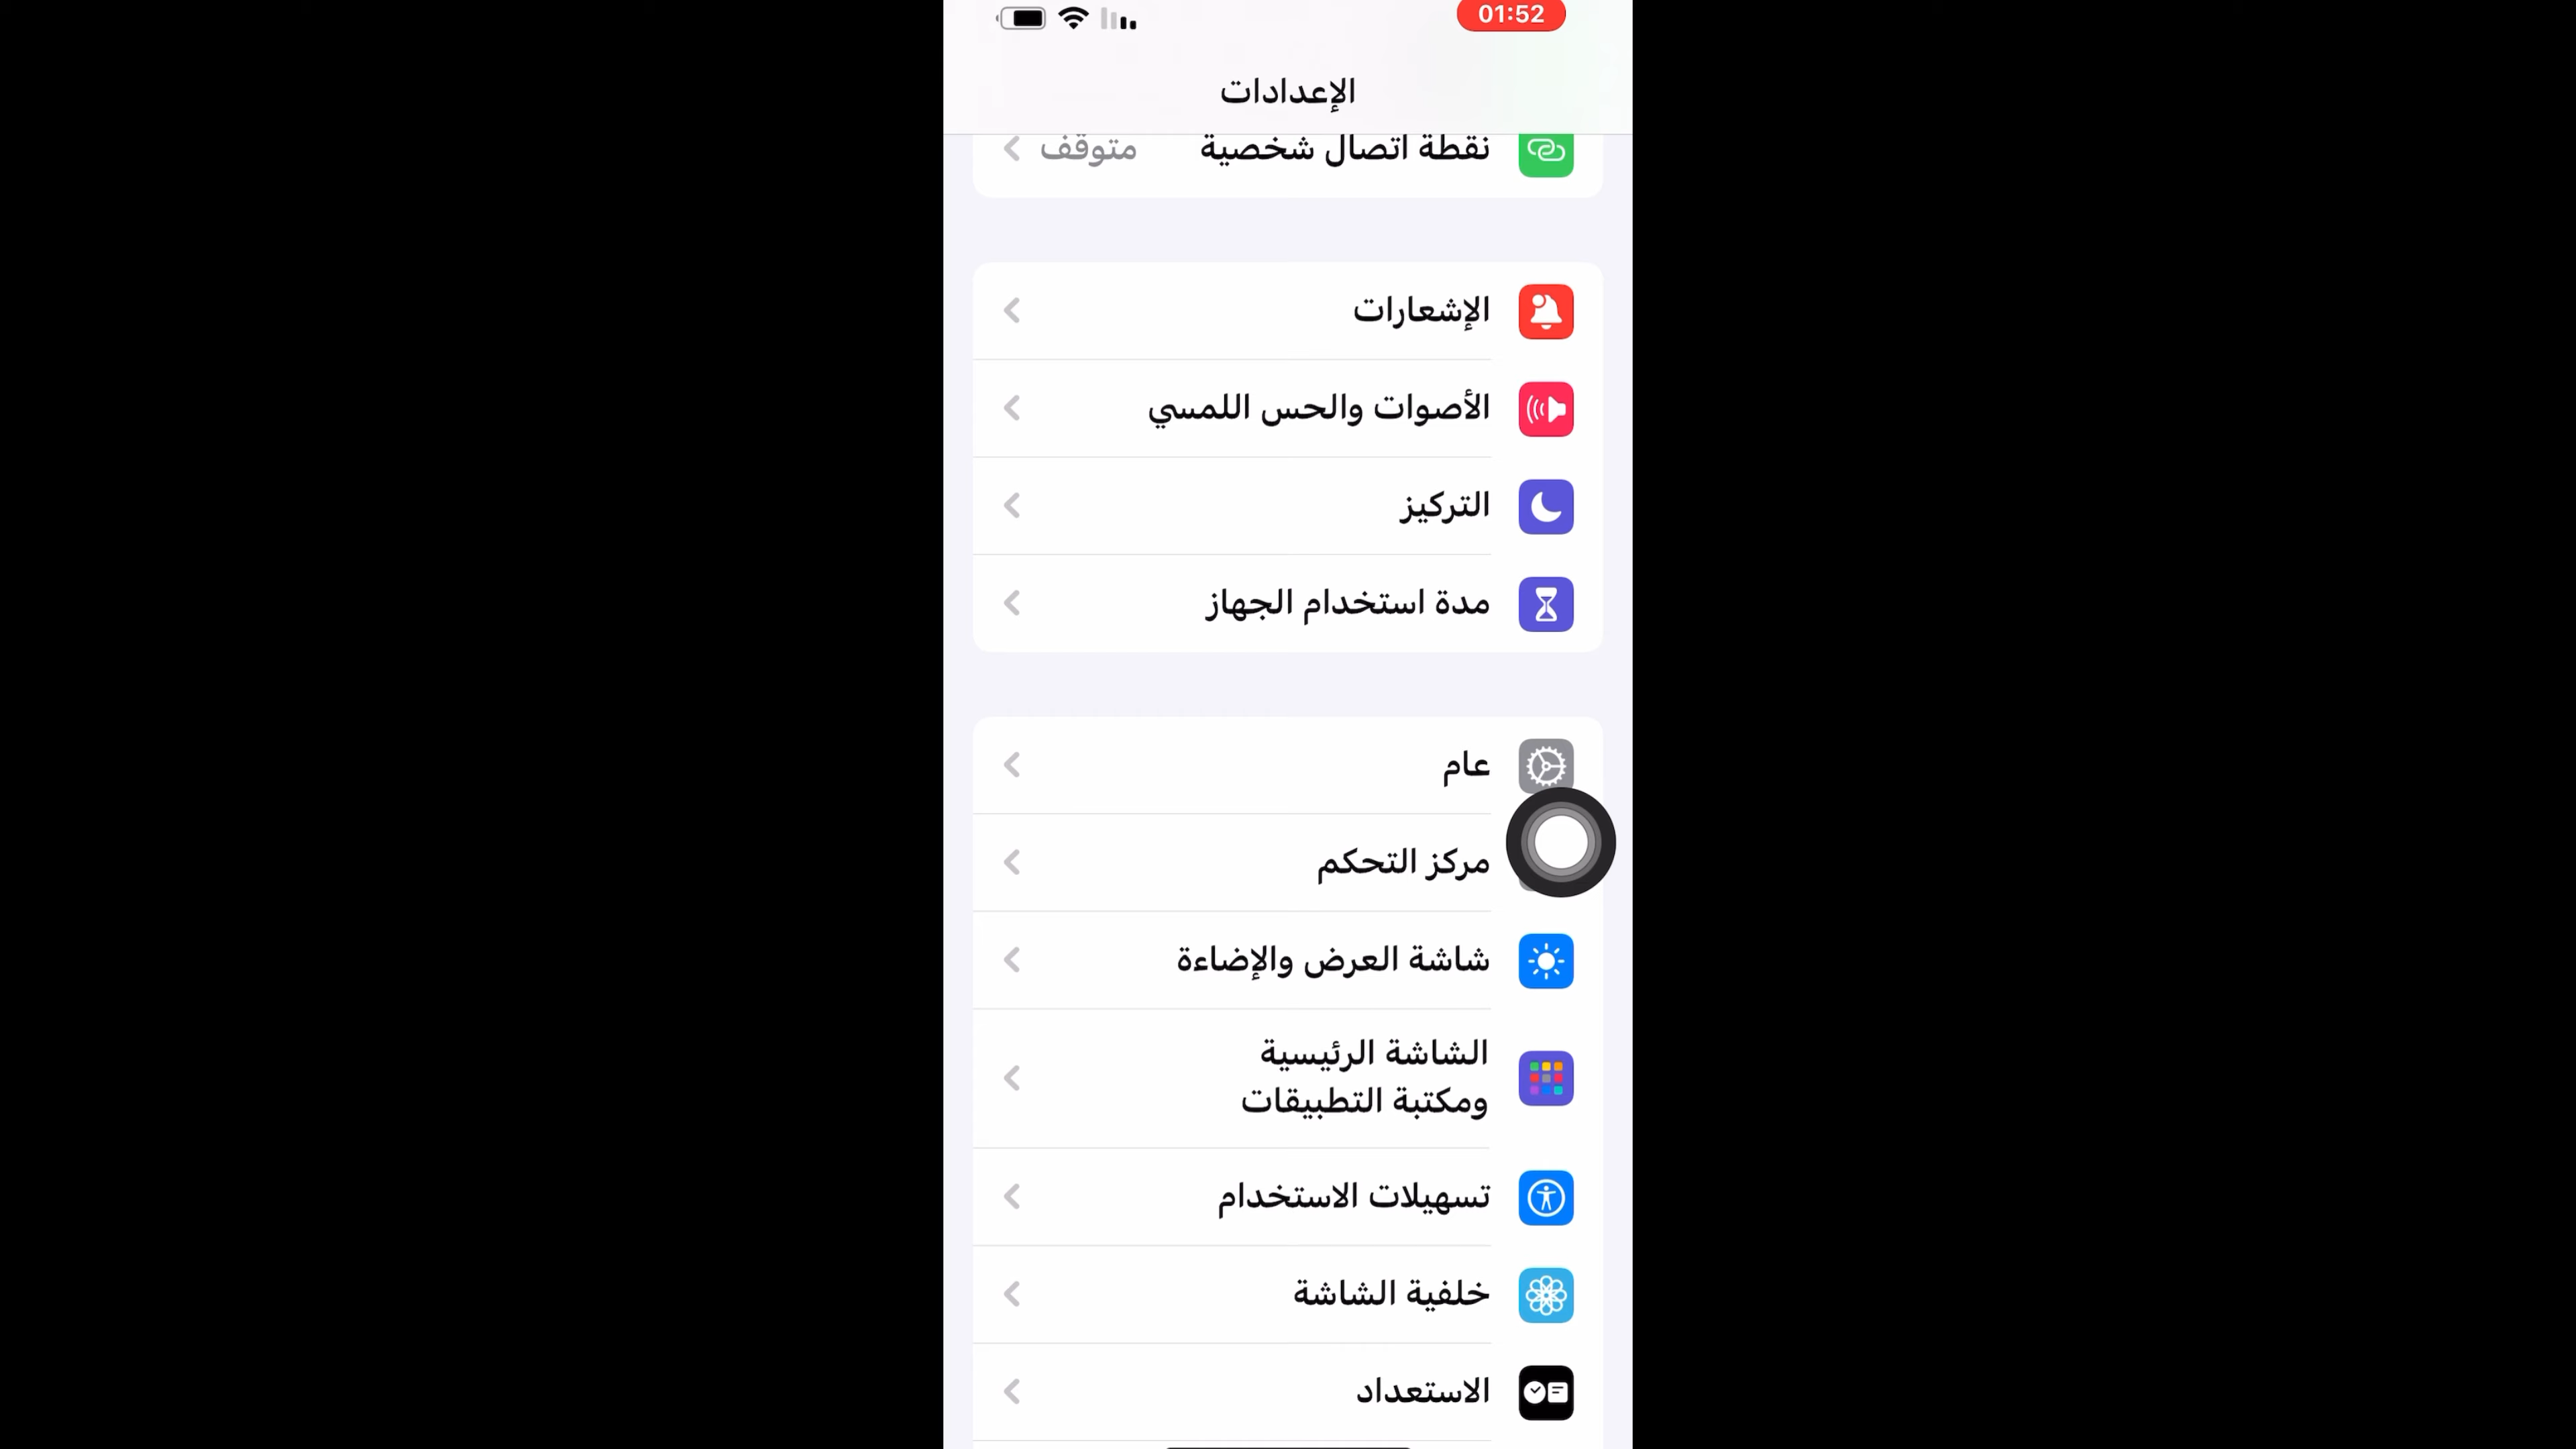 01:52
الإعدادات
نقطة اتصال شخصية متوقف
الإشعارات
الأصوات والحس اللمسي
التركيز
مدة استخدام الجهاز
عام
مركز التحكم
شاشة العرض والإضاءة
الشاشة الرئيسية
ومكتبة التطبيقات
تسهيلات الاستخدام
خلفية الشاشة
الاستعداد